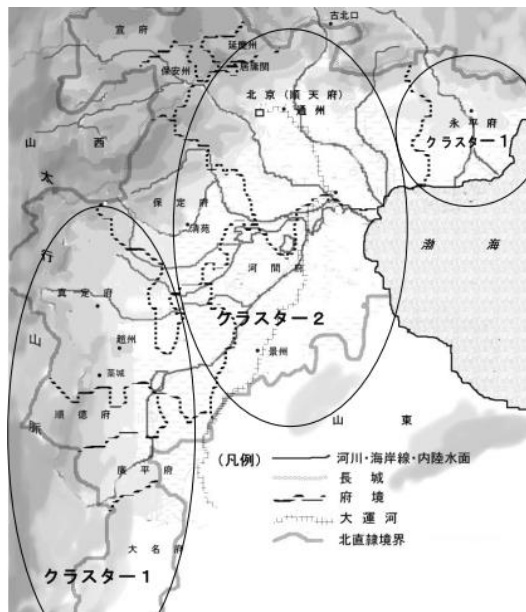 宣府
延慶州
居庸関
古北口
保安州
北京(順天府)
通州
永平府
クラスター1
山西
太行山脈
保定府
清苑
渤海
河間府
真定府
クラスター2
趙州
景州
藁城
順徳府
山東
広平府
大名府
クラスター1
(凡例)
河川・海岸線・内陸水面
長城
府境
大運河
北直隷境界